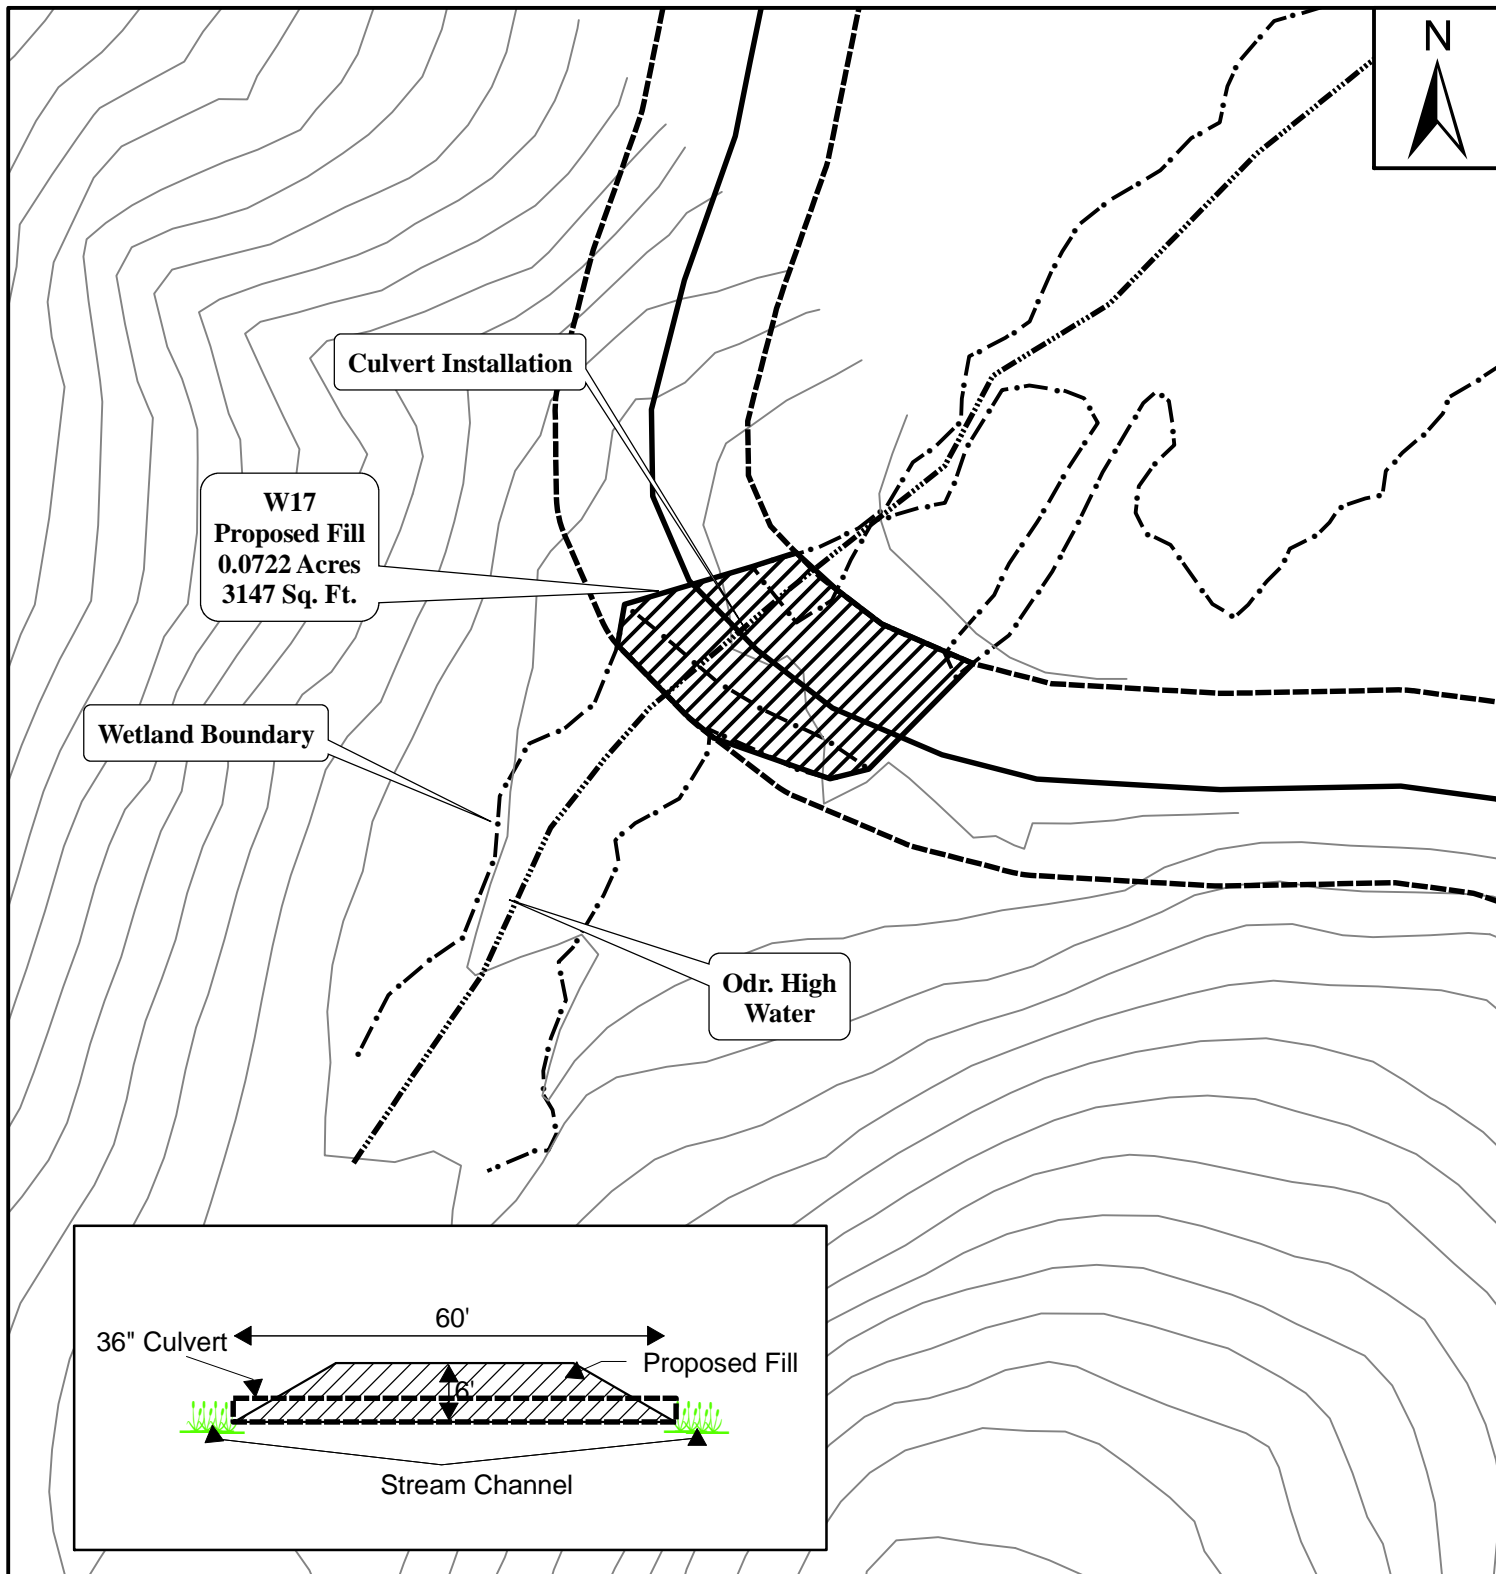 N
Culvert Installation
W17
Proposed Fill
0.0722 Acres
3147 Sq. Ft.
Wetland Boundary
Odr. High
Water
60'
36" Culvert
Proposed Fill
6'
Stream Channel